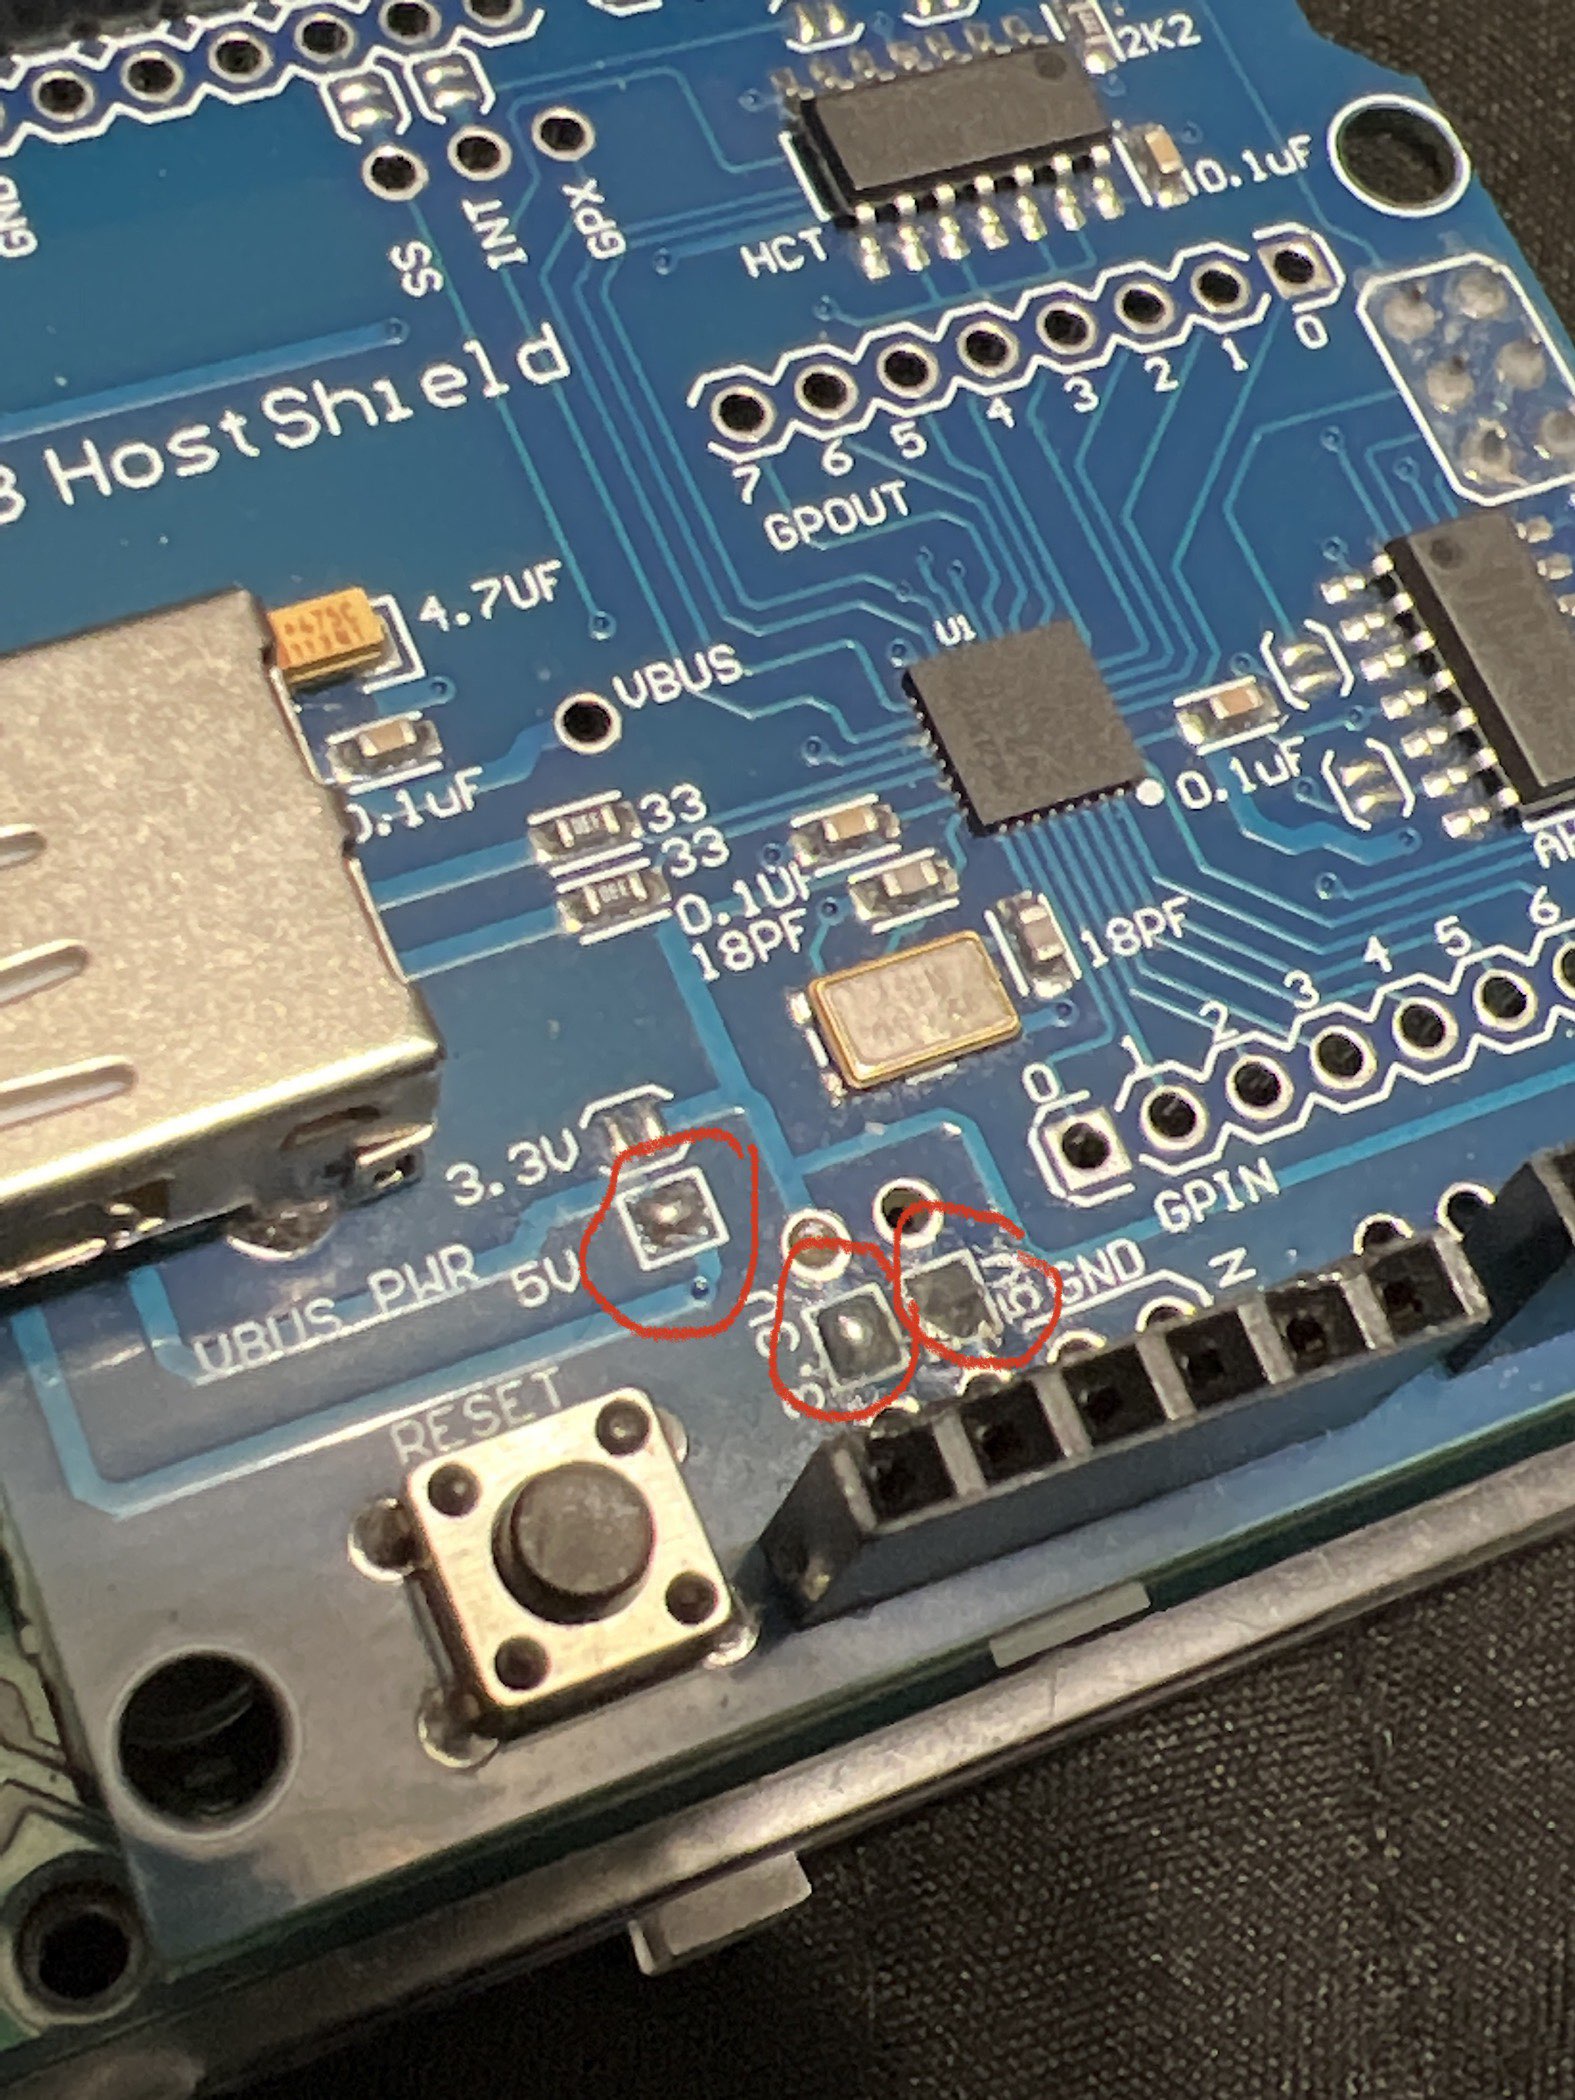 2K2
GND
SS
INT
GPX
HCT
0.1uF
0
1
2
3
4
5
6
7
GPOUT
HostShield
4.7UF
VBUS
U1
0.1uF
33
33
0.1UF
0.1uF
18PF
18PF
0
1
2
3
4
5
6
GPIN
3.3V
5V
VBUS PWR
GND
RESET